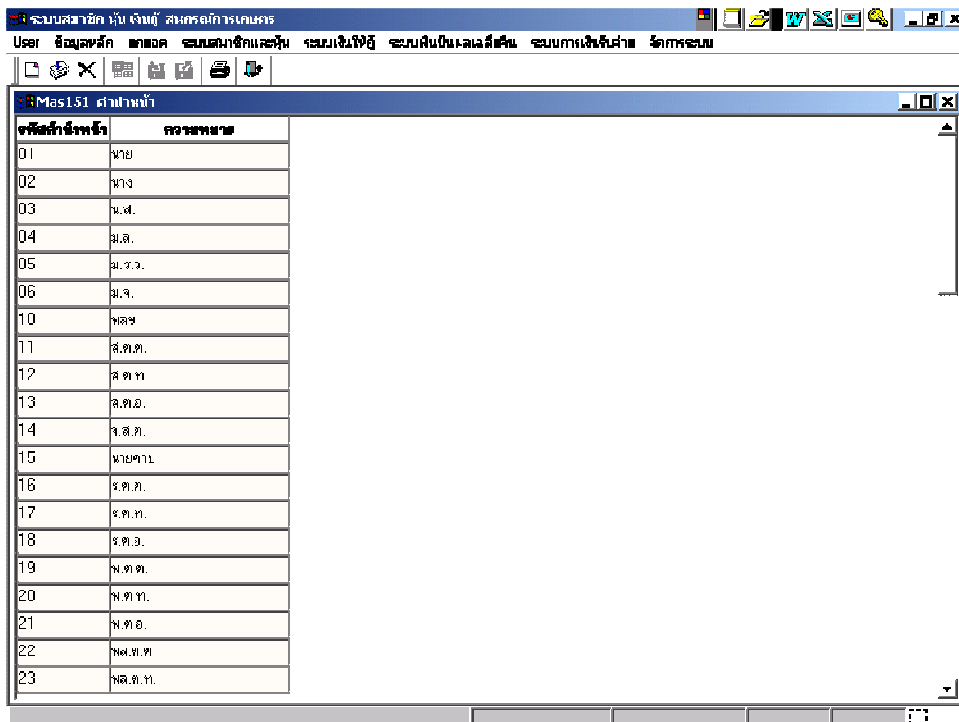 ระบบสมาชิก หุ้น เงินกู้ สหกรณ์การเกษตร
User ข้อมูลหลัก ยกยอด ระบบสมาชิกและหุ้น ระบบเงินให้กู้ ระบบเงินปันผลเฉลี่ยคืน ระบบการเงินรับจ่าย จัดการระบบ
Mas151 คำนำหน้า
รหัสคำนำหน้า ความหมาย
01 นาย
02 นาง
03 น.ส.
04 ม.ล.
05 ม.ร.ว.
06 ม.จ.
10 พลฯ
11 ส.ต.ต.
12 ส.ต.ท
13 ส.ต.อ.
14 จ.ส.ต.
15 นายดาบ
16 ร.ต.ต.
17 ร.ต.ท.
18 ร.ต.อ.
19 พ.ต.ต.
20 พ.ต.ท.
21 พ.ต.อ.
22 พล.ต.ต
23 พล.ต.ท.